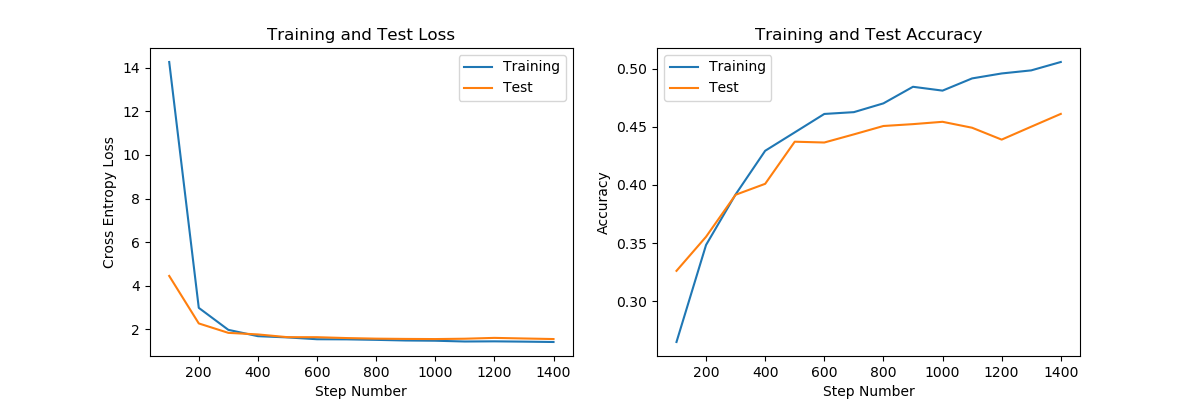 Training and Test Loss
14
12
10
8
6
4
2
Cross Entropy Loss
Training
Test
200
400
600
800
1000
1200
1400
Step Number
Training and Test Accuracy
0.50
0.45
0.40
0.35
0.30
Accuracy
Training
Test
200
400
600
800
1000
1200
1400
Step Number